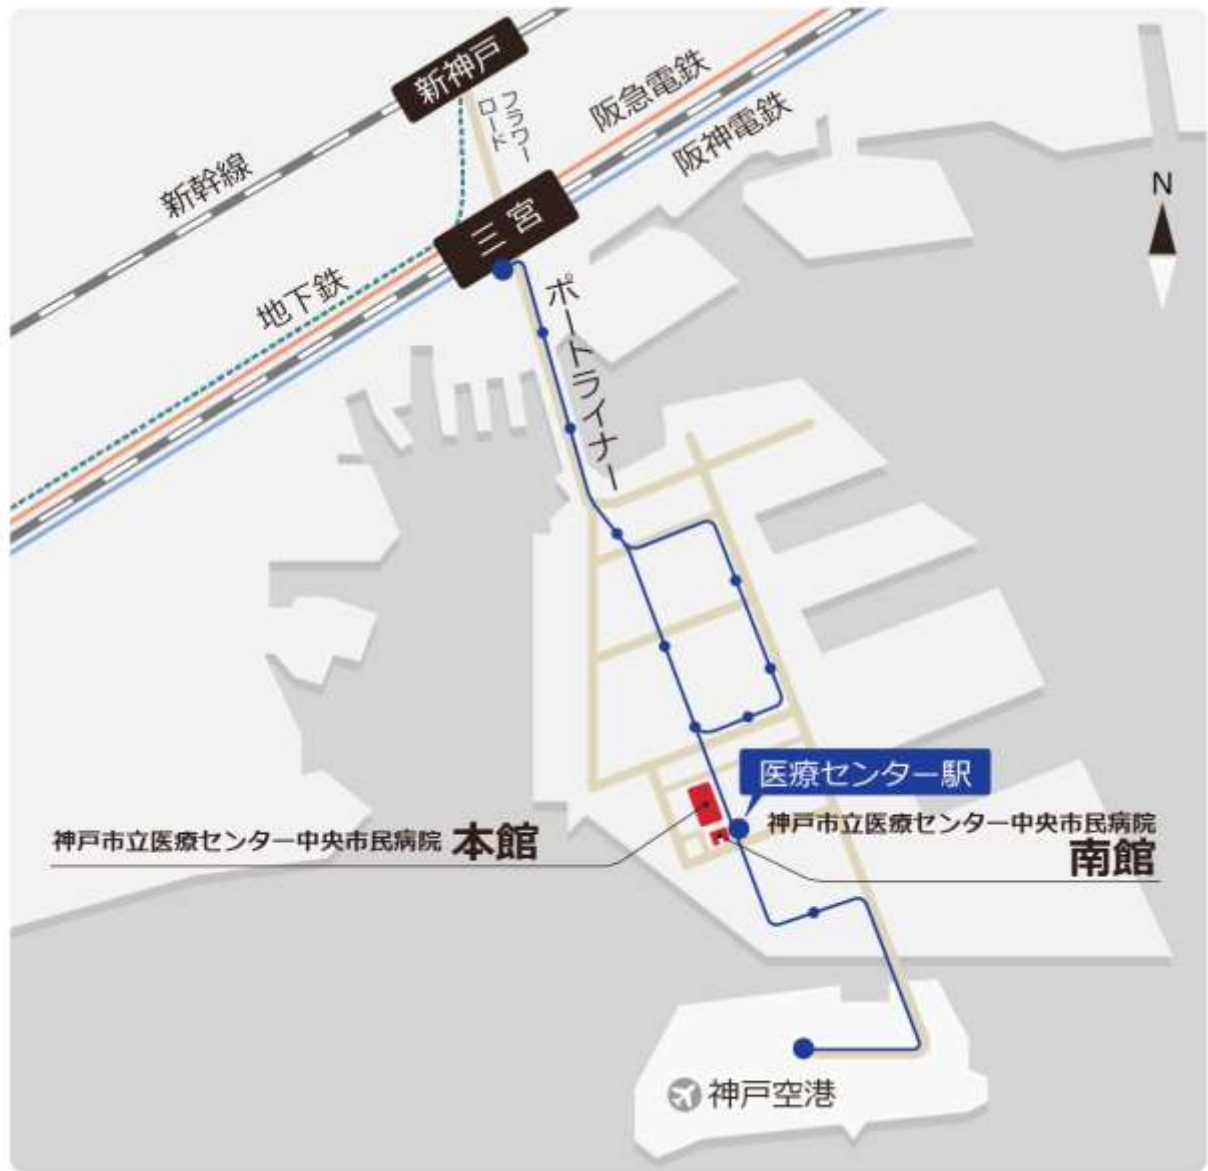 新神戸
フラワー
ロード
阪急電鉄
阪神電鉄
新幹線
N
三宮
地下鉄
ポートライナー
医療センター駅
神戸市立医療センター中央市民病院 本館
神戸市立医療センター中央市民病院
南館
神戸空港